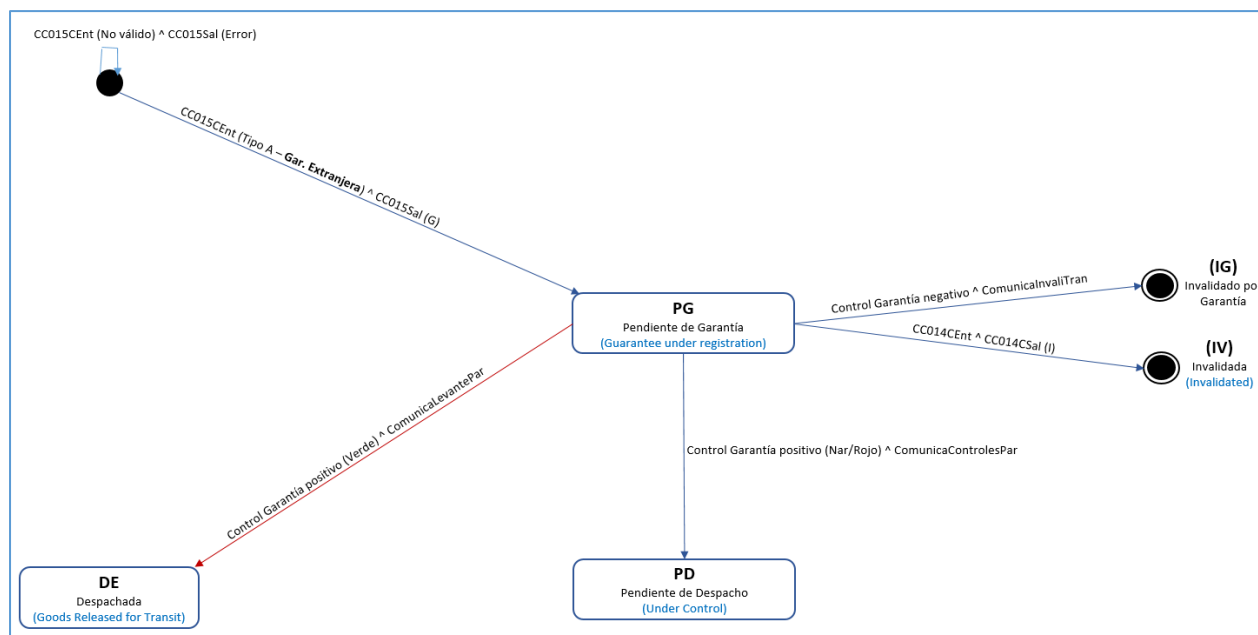 CC015CEnt (No válido) ^ CC015Sal (Error)
CC015CEnt (Tipo A – Gar. Extranjera) ^ CC015Sal (G)
PG
Pendiente de Garantía
(Guarantee under registration)
Control Garantía negativo ^ ComunicaInvaliTran
(IG)
Invalidado po
Garantía
CC014CEnt ^ CC014CSal (I)
(IV)
Invalidada
(Invalidated)
Control Garantía positivo (Verde) ^ ComunicaLevantePar
Control Garantía positivo (Nar/Rojo) ^ ComunicaControlesPar
DE
Despachada
(Goods Released for Transit)
PD
Pendiente de Despacho
(Under Control)